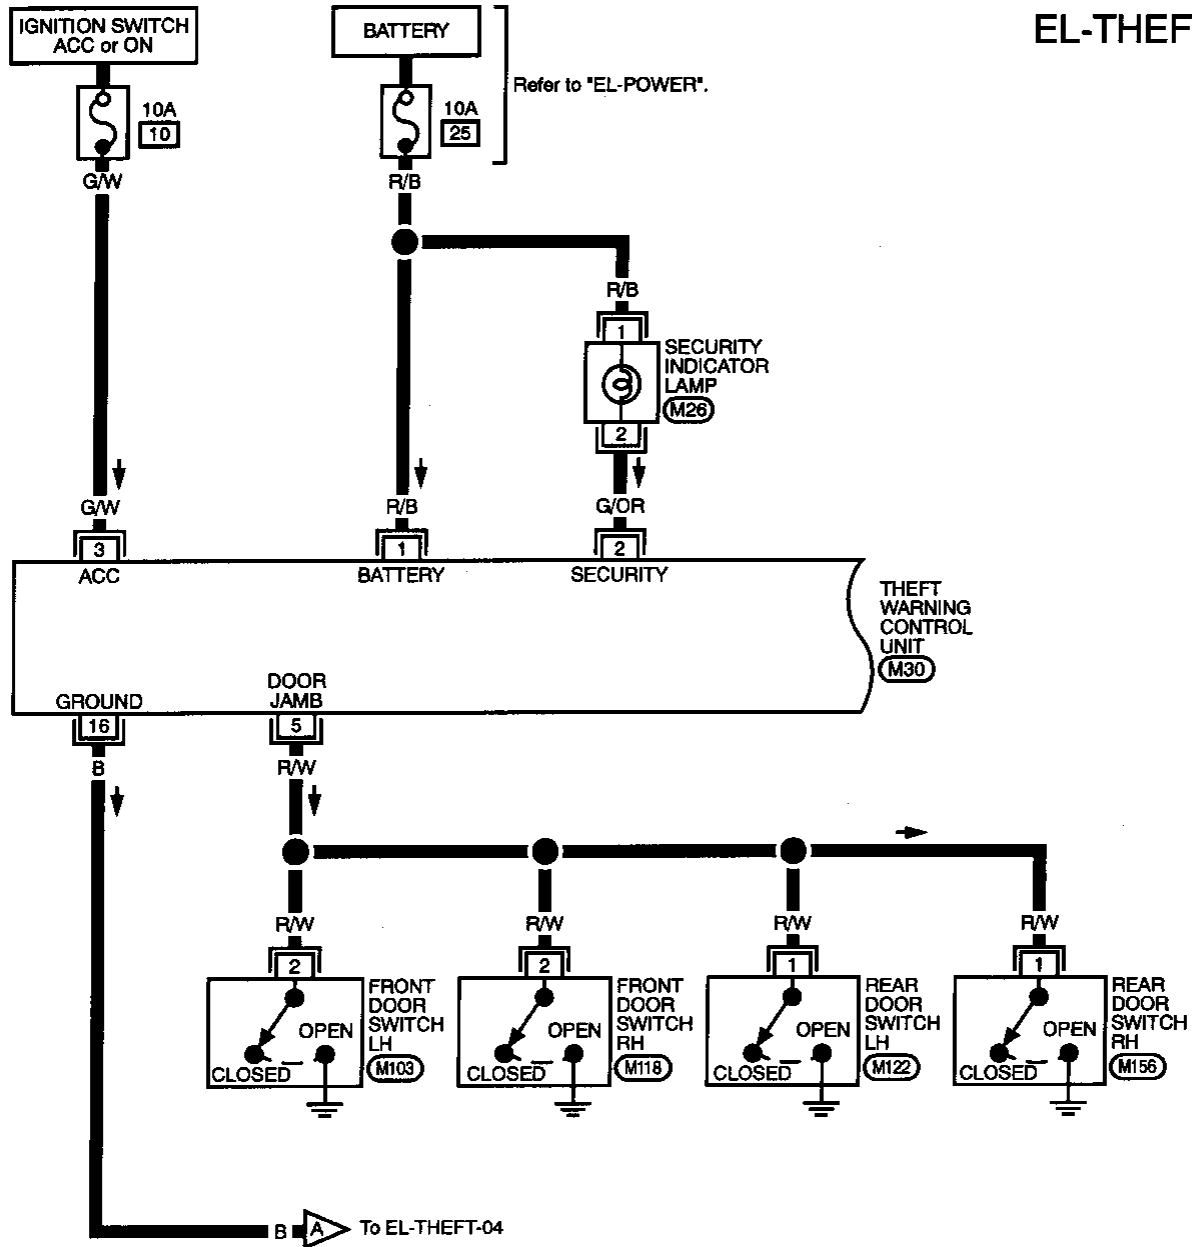 IGNITION SWITCH
ACC or ON
BATTERY
EL-THEF
Refer to "EL-POWER".
10A
10
10A
25
G/W
R/B
R/B
1
SECURITY
INDICATOR
LAMP
M26
2
G/W
R/B
G/OR
3
1
2
ACC
BATTERY
SECURITY
THEFT
WARNING
CONTROL
UNIT
M30
GROUND
DOOR
JAMB
16
5
B
R/W
R/W
R/W
R/W
R/W
2
2
1
1
FRONT
DOOR
SWITCH
LH
M103
OPEN
CLOSED
FRONT
DOOR
SWITCH
RH
M118
OPEN
CLOSED
REAR
DOOR
SWITCH
LH
M122
OPEN
CLOSED
REAR
DOOR
SWITCH
RH
M156
OPEN
CLOSED
B
A
To EL-THEFT-04